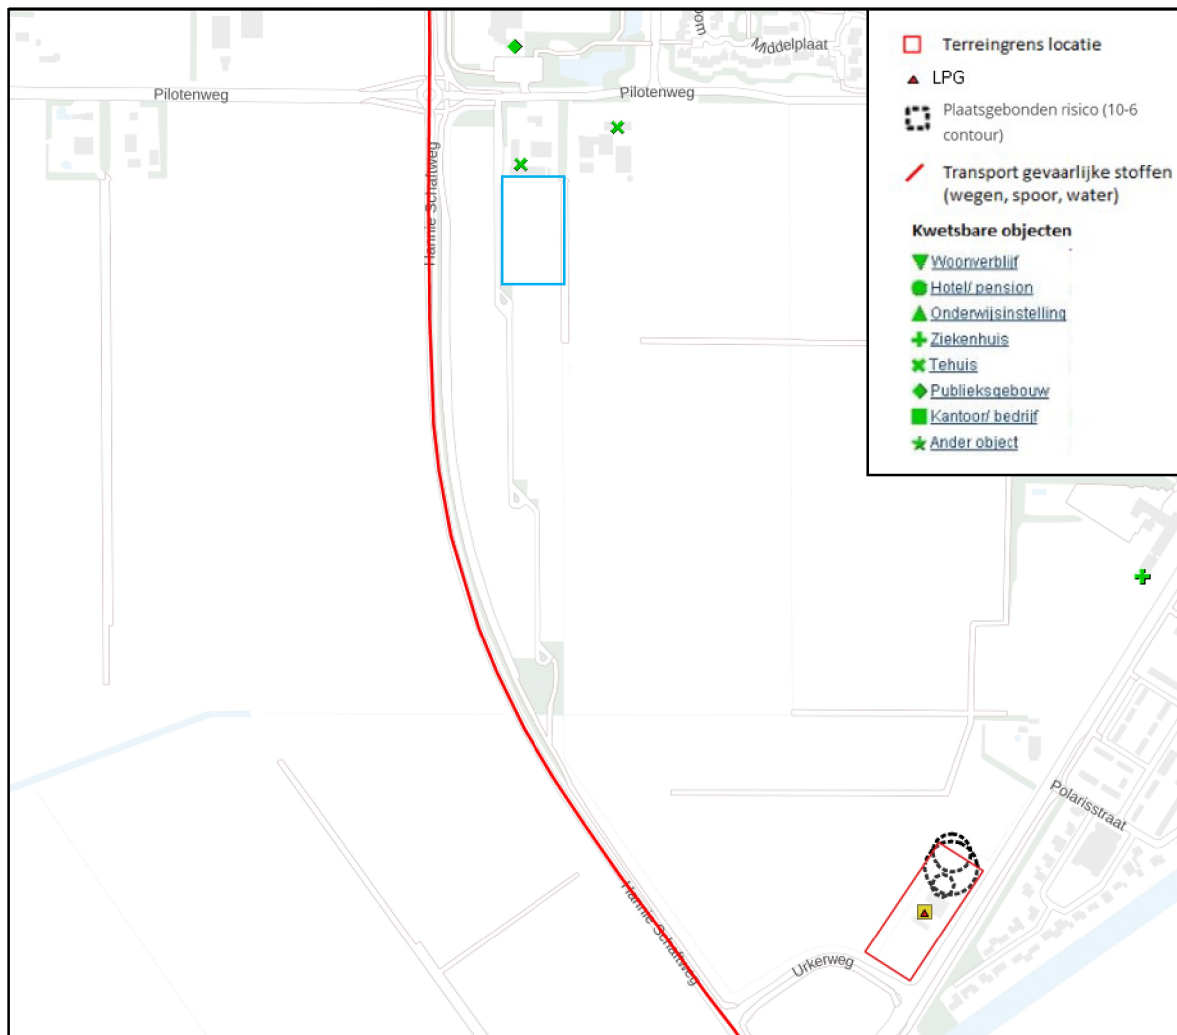 Terreingrens locatie
LPG
Plaatsgebonden risico (10-6
contour)
Transport gevaarlijke stoffen
(wegen, spoor, water)
Kwetsbare objecten
Woonverblijf
Hotel/ pension
Onderwijsinstelling
Ziekenhuis
Tehuis
Publieksgebouw
Kantoor/ bedrijf
Ander object
Middelplaat
Pilotenweg
Pilotenweg
Hannie Schaftweg
Polarisstraat
Hannie Schaftweg
Urkerweg